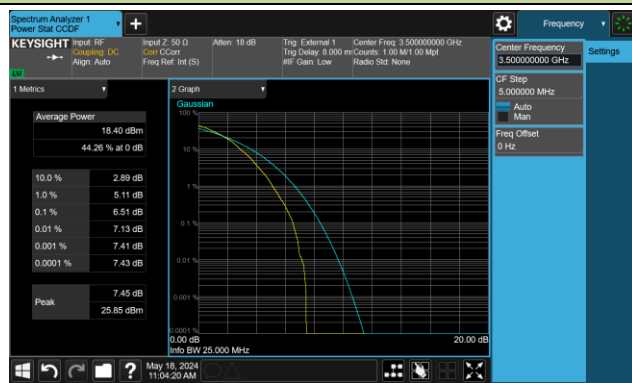 Spectrum Analyzer 1
Power Stat CCDF
+
Frequency
KEYSIGHT
Input: RF
Coupling: DC
Align: Auto
Input Z: 50 Ω
Corr CCorr
Freq Ref: Int (S)
Atten: 18 dB
Trig: External 1
Trig Delay: 8.000 ms
#IF Gain: Low
Center Freq: 3.500000000 GHz
Counts: 1.00 M/1.00 Mpt
Radio Std: None
LXI
Center Frequency
3.500000000 GHz
Settings
CF Step
5.000000 MHz
Auto
Man
Freq Offset
0 Hz
1 Metrics
Average Power
18.40 dBm
44.26 % at 0 dB
10.0 % 2.89 dB
1.0 % 5.11 dB
0.1 % 6.51 dB
0.01 % 7.13 dB
0.001 % 7.41 dB
0.0001 % 7.43 dB
Peak
7.45 dB
25.85 dBm
2 Graph
Gaussian
100 %
10 %
1 %
0.1 %
0.01 %
0.001 %
0.0001 %
0.00 dB
20.00 dB
Info BW 25.000 MHz
?
May 18, 2024
11:04:20 AM